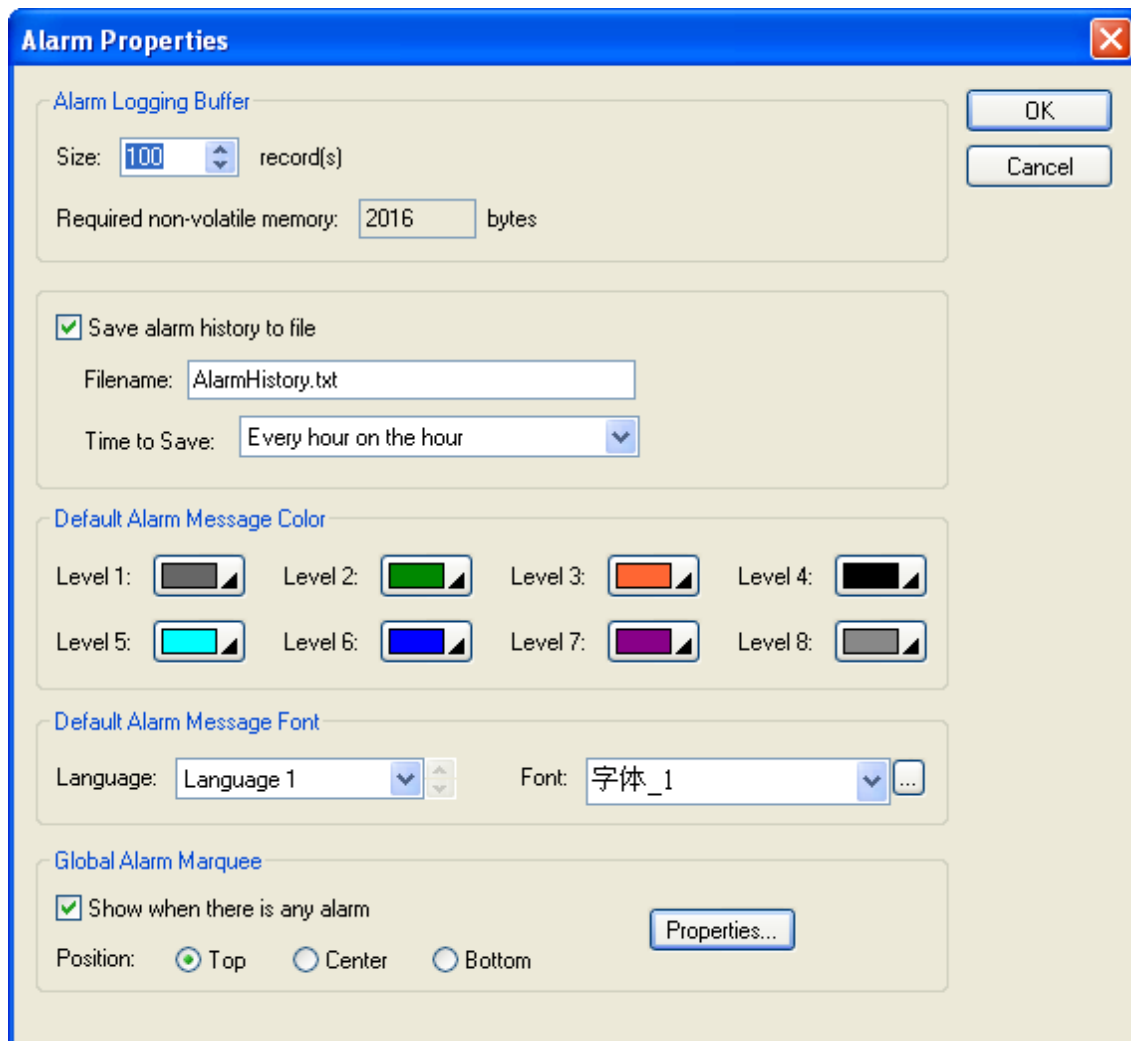 Alarm Properties
Alarm Logging Buffer
OK
Size: 100 record(s)
Cancel
Required non-volatile memory: 2016 bytes
Save alarm history to file
Filename: AlarmHistory.txt
Time to Save: Every hour on the hour
Default Alarm Message Color
Level 1: Level 2: Level 3: Level 4:
Level 5: Level 6: Level 7: Level 8:
Default Alarm Message Font
Language: Language 1 Font: 字体_1 ...
Global Alarm Marquee
Show when there is any alarm
Properties...
Position: Top Center Bottom